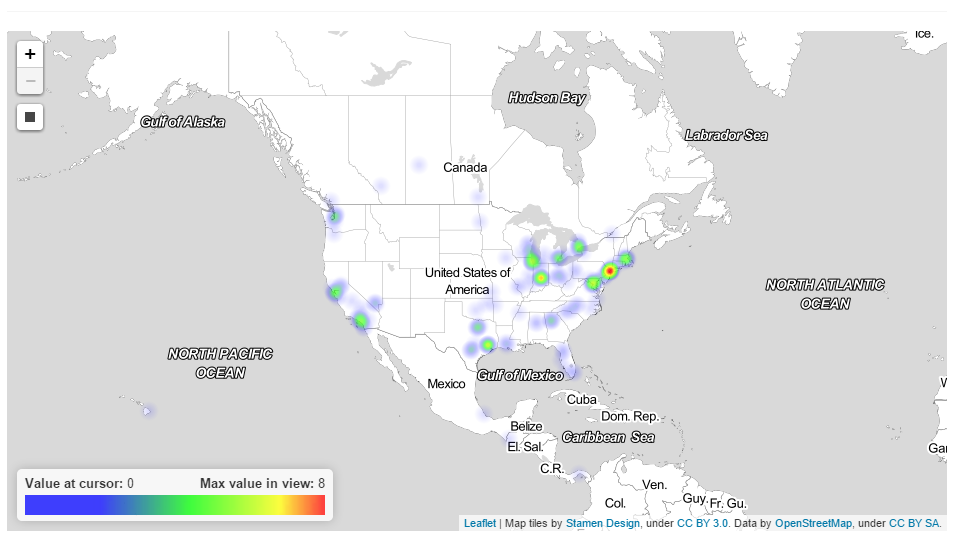 Ice.
+
−
Hudson Bay
Gulf of Alaska
Labrador Sea
Canada
United States of
America
NORTH ATLANTIC
OCEAN
NORTH PACIFIC
OCEAN
Mexico
Gulf of Mexico
Cuba
Dom. Rep.
Belize
Caribbean Sea
El. Sal.
C.R.
Ven.
Col.
Guy.
Fr. Gu.
Value at cursor: 0
Max value in view: 8
Leaflet | Map tiles by Stamen Design, under CC BY 3.0. Data by OpenStreetMap, under CC BY SA.